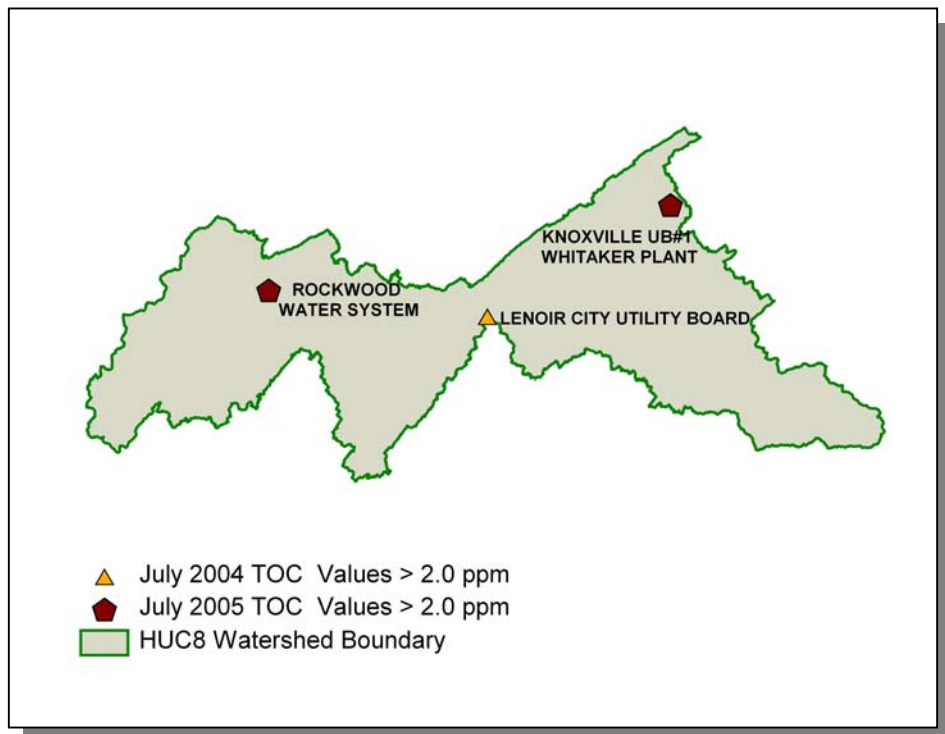 KNOXVILLE UB#1
WHITAKER PLANT
ROCKWOOD
WATER SYSTEM
LENOIR CITY UTILITY BOARD
July 2004 TOC Values > 2.0 ppm
July 2005 TOC Values > 2.0 ppm
HUC8 Watershed Boundary